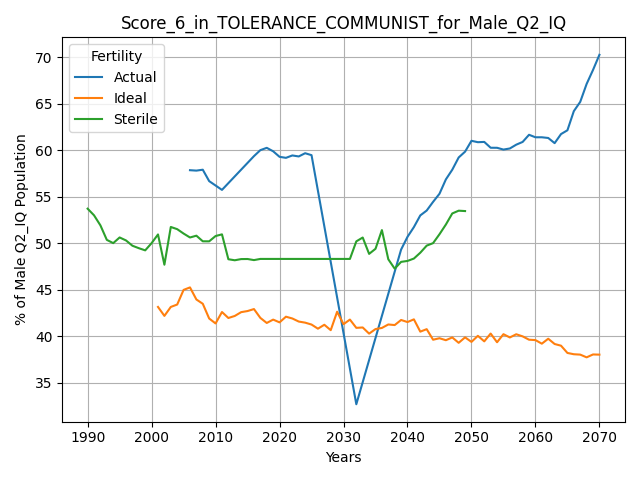 Score_6_in_TOLERANCE_COMMUNIST_for_Male_Q2_IQ
Fertility
Actual
Ideal
Sterile
% of Male Q2_IQ Population
70
65
60
55
50
45
40
35
1990 2000 2010 2020 2030 2040 2050 2060 2070
Years